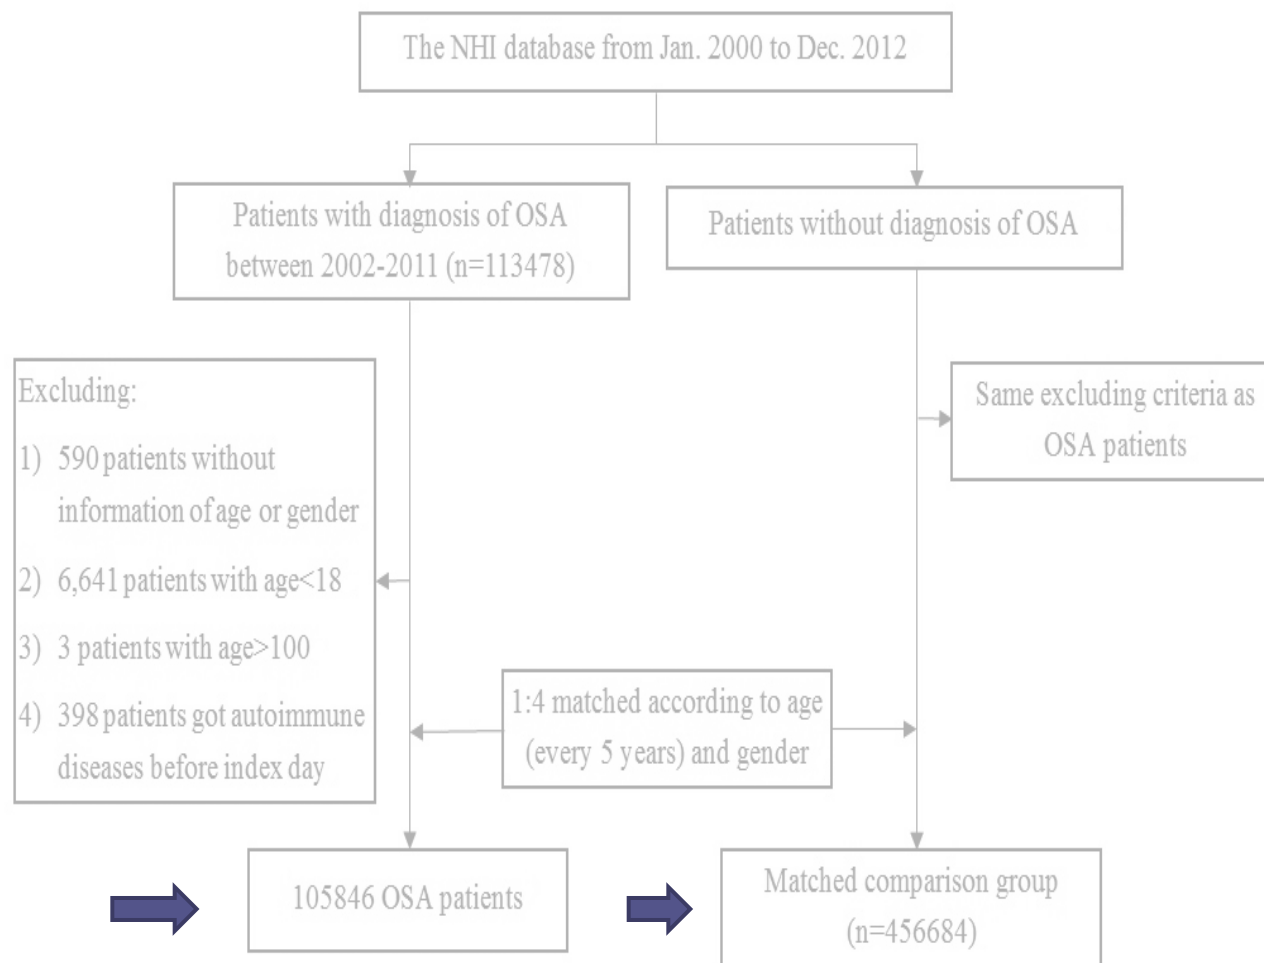 The NHI database from Jan. 2000 to Dec. 2012
Patients with diagnosis of OSA
between 2002-2011 (n=113478)
Patients without diagnosis of OSA
Excluding:
1) 590 patients without
information of age or gender
2) 6,641 patients with age<18
3) 3 patients with age>100
4) 398 patients got autoimmune
diseases before index day
Same excluding criteria as
OSA patients
1:4 matched according to age
(every 5 years) and gender
105846 OSA patients
Matched comparison group
(n=456684)